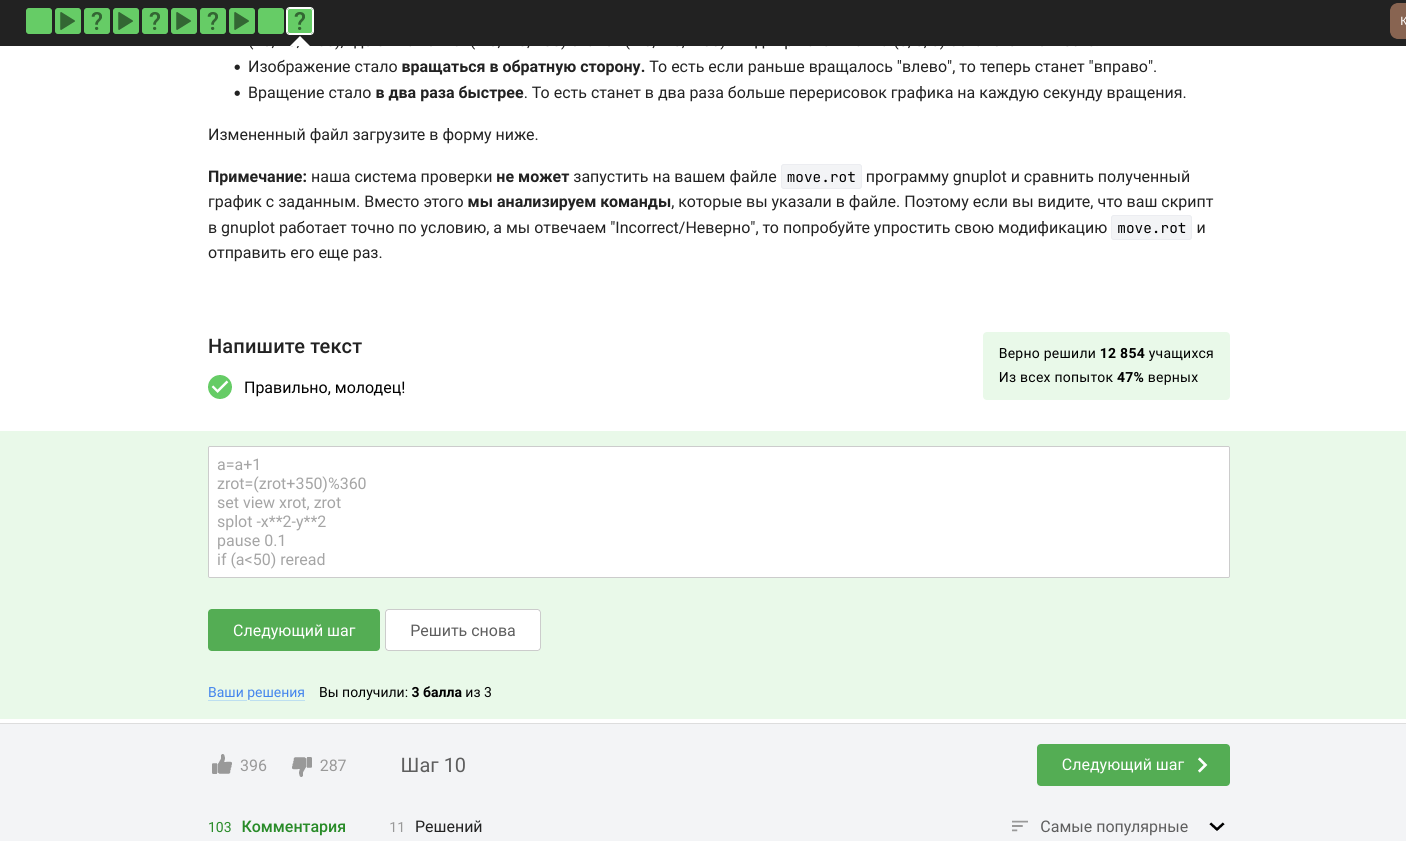 Изображение стало вращаться в обратную сторону. То есть если раньше вращалось "влево", то теперь станет "вправо".
Вращение стало в два раза быстрее. То есть станет в два раза больше перерисовок графика на каждую секунду вращения.
Измененный файл загрузите в форму ниже.
Примечание: наша система проверки не может запустить на вашем файле move.rot программу gnuplot и сравнить полученный
график с заданным. Вместо этого мы анализируем команды, которые вы указали в файле. Поэтому если вы видите, что ваш скрипт
в gnuplot работает точно по условию, а мы отвечаем "Incorrect/Неверно", то попробуйте упростить свою модификацию move.rot и
отправить его еще раз.
Напишите текст
Верно решили 12 854 учащихся
Из всех попыток 47% верных
Правильно, молодец!
a=a+1
zrot=(zrot+350)%360
set view xrot, zrot
splot -x**2-y**2
pause 0.1
if (a<50) reread
Следующий шаг
Решить снова
Ваши решения Вы получили: 3 балла из 3
396 287 Шаг 10
Следующий шаг
103 Комментария 11 Решений
Самые популярные